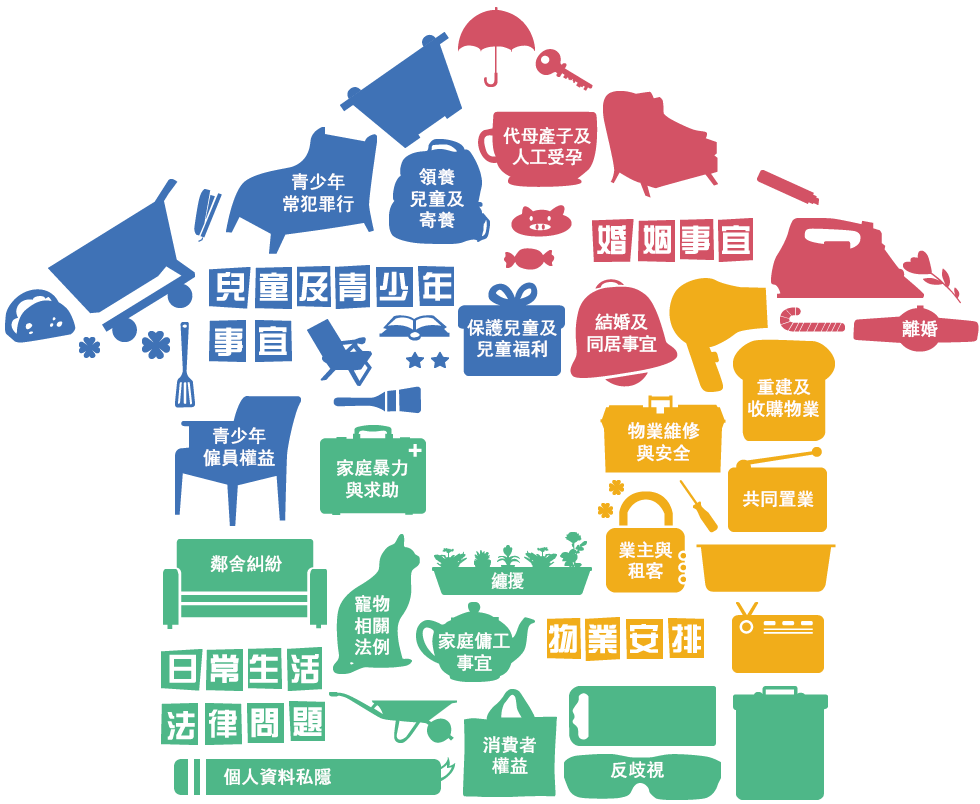 代母產子及
人工受孕
青少年
常犯罪行
領養
兒童及
寄養
婚姻事宜
兒童及青少年
事宜
保護兒童及
兒童福利
結婚及
同居事宜
離婚
重建及
收購物業
青少年
僱員權益
物業維修
與安全
家庭暴力
與求助
共同置業
鄰舍糾紛
業主與
租客
纏擾
寵物
相關
法例
家庭傭工
事宜
物業安排
日常生活
法律問題
消費者
權益
個人資料私隱
反歧視